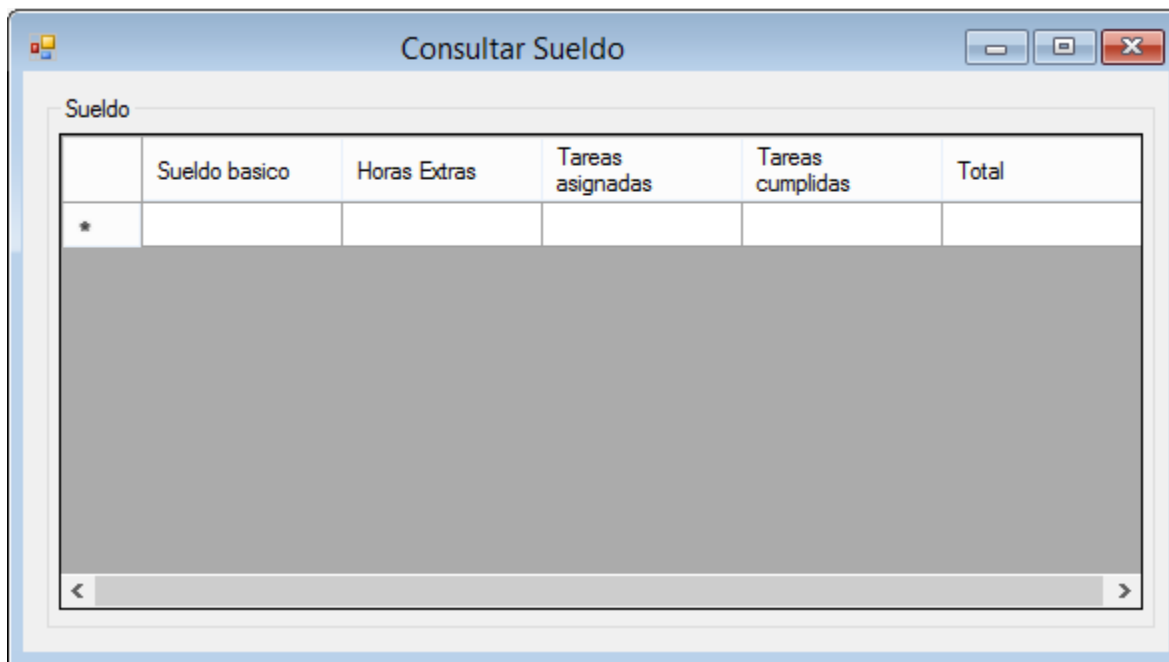 Consultar Sueldo
Sueldo
Sueldo basico
Horas Extras
Tareas
asignadas
Tareas
cumplidas
Total
*